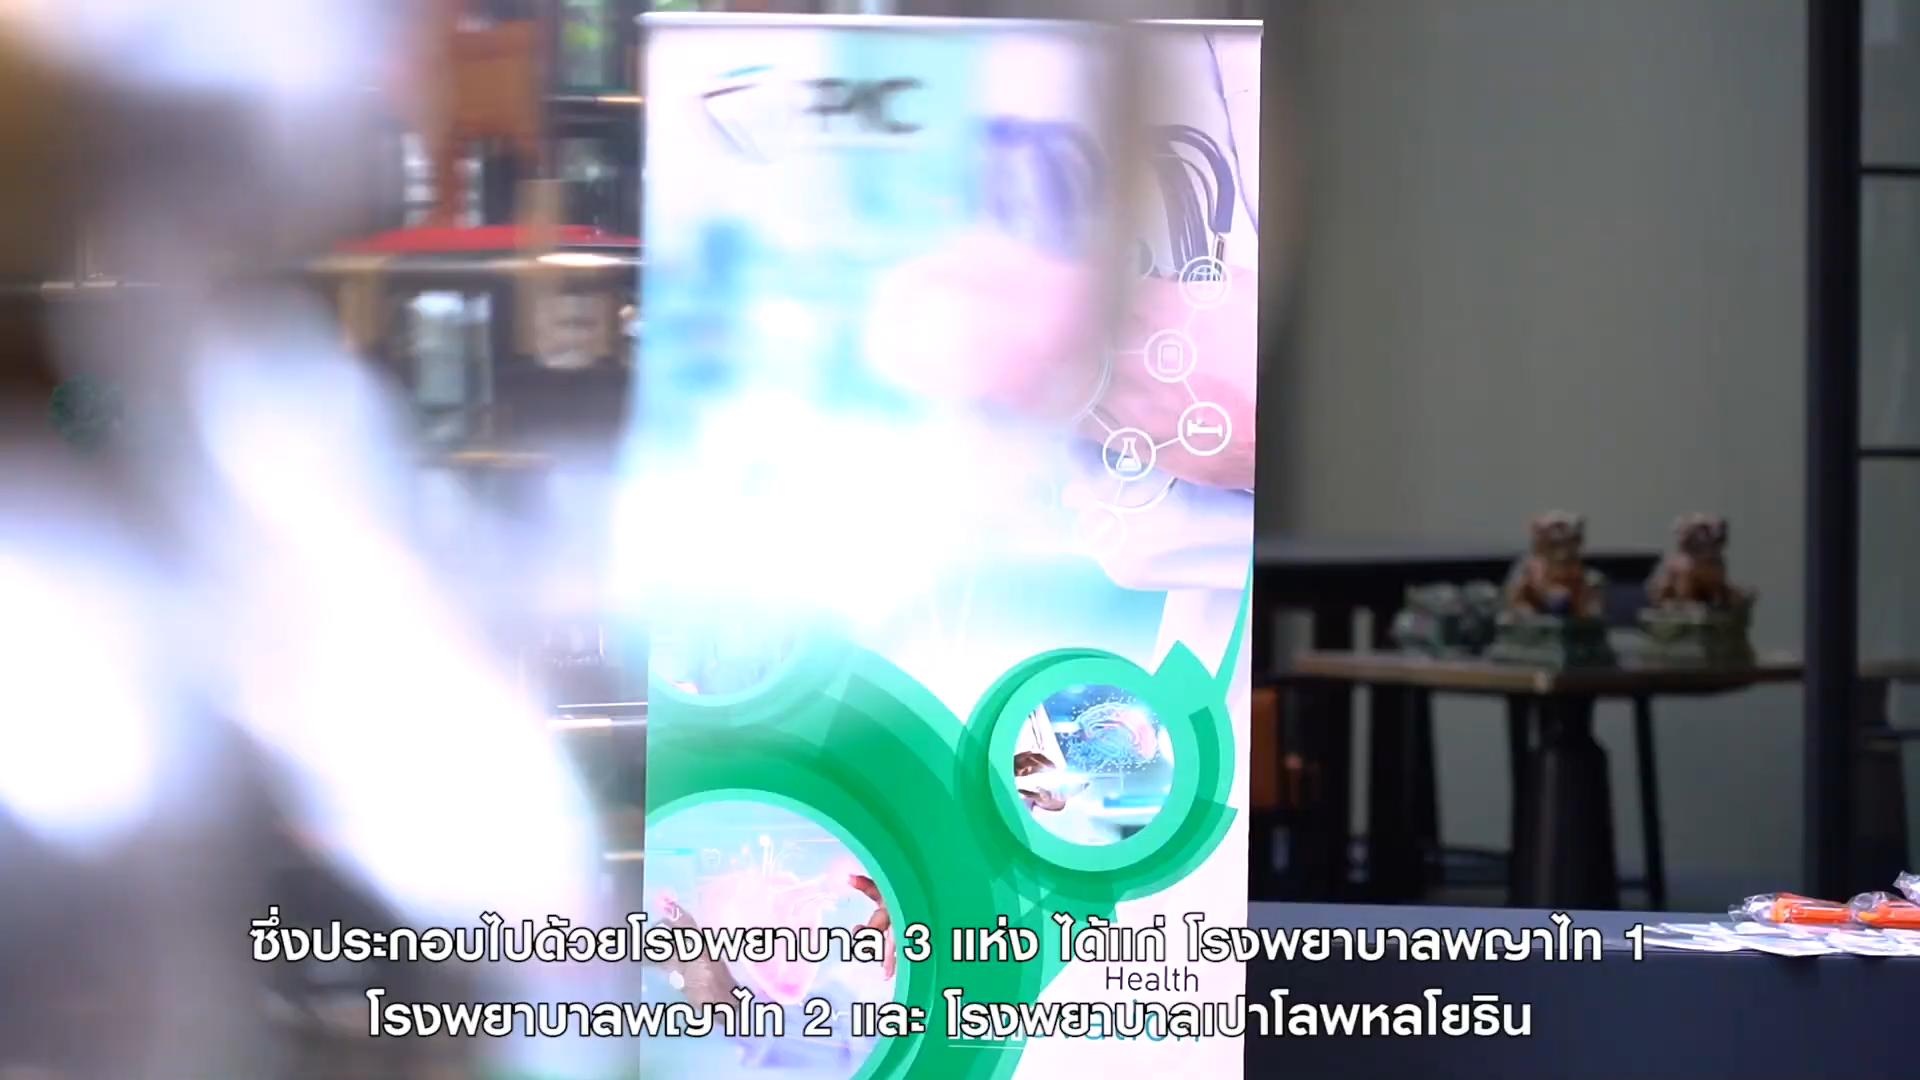 ซึ่งประกอบไปด้วยโรงพยาบาล 3 แห่ง ได้แก่ โรงพยาบาลพญาไท 1
Health
โรงพยาบาลพญาไท 2 และ โรงพยาบาลเปาโลพหลโยธิน